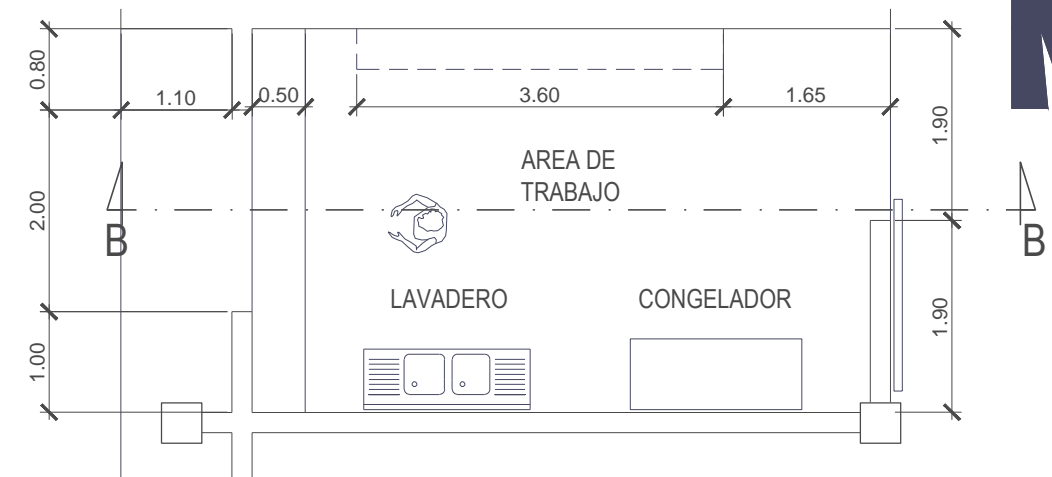 0.80
1.10
0.50
3.60
1.65
1.90
AREA DE
TRABAJO
2.00
B
B
LAVADERO
CONGELADOR
1.90
1.00